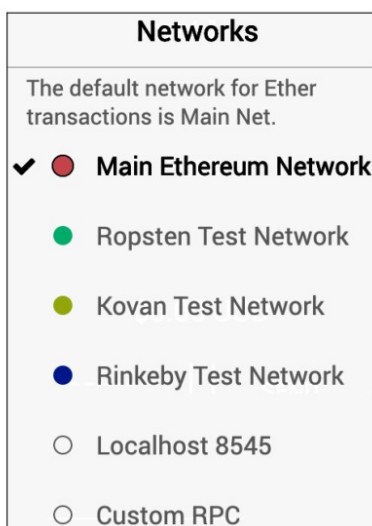 Networks
The default network for Ether
transactions is Main Net.
Main Ethereum Network
Ropsten Test Network
Kovan Test Network
Rinkeby Test Network
Localhost 8545
Custom RPC